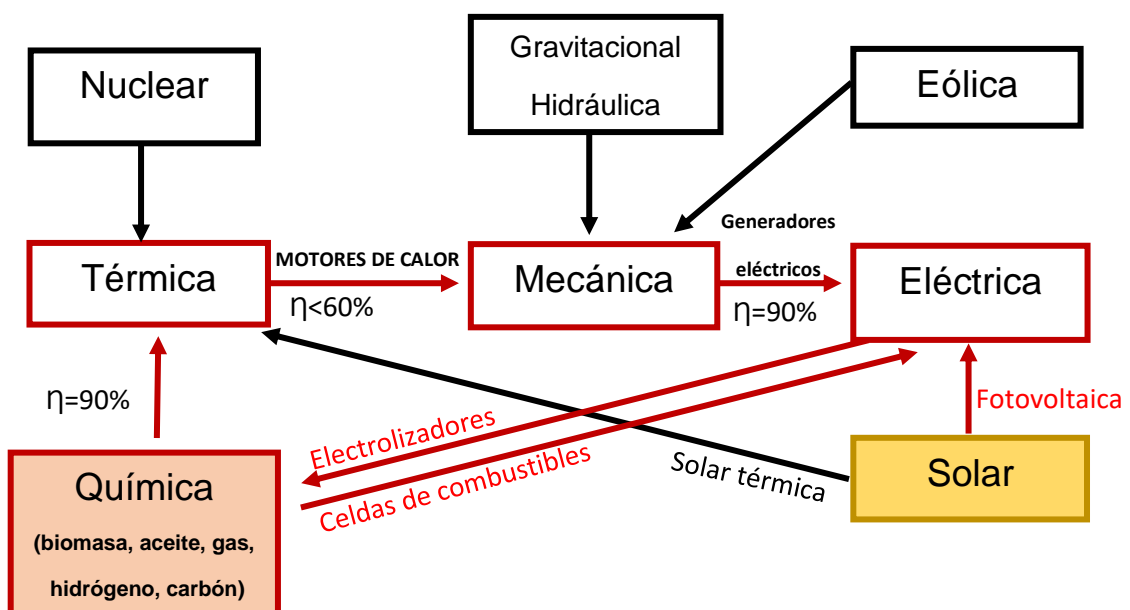 Nuclear
Gravitacional
Hidráulica
Eólica
Térmica
MOTORES DE CALOR
η<60%
Mecánica
Generadores
eléctricos
η=90%
Eléctrica
η=90%
Electrolizadores
Celdas de combustibles
Solar térmica
Fotovoltaica
Química
(biomasa, aceite, gas,
hidrógeno, carbón)
Solar